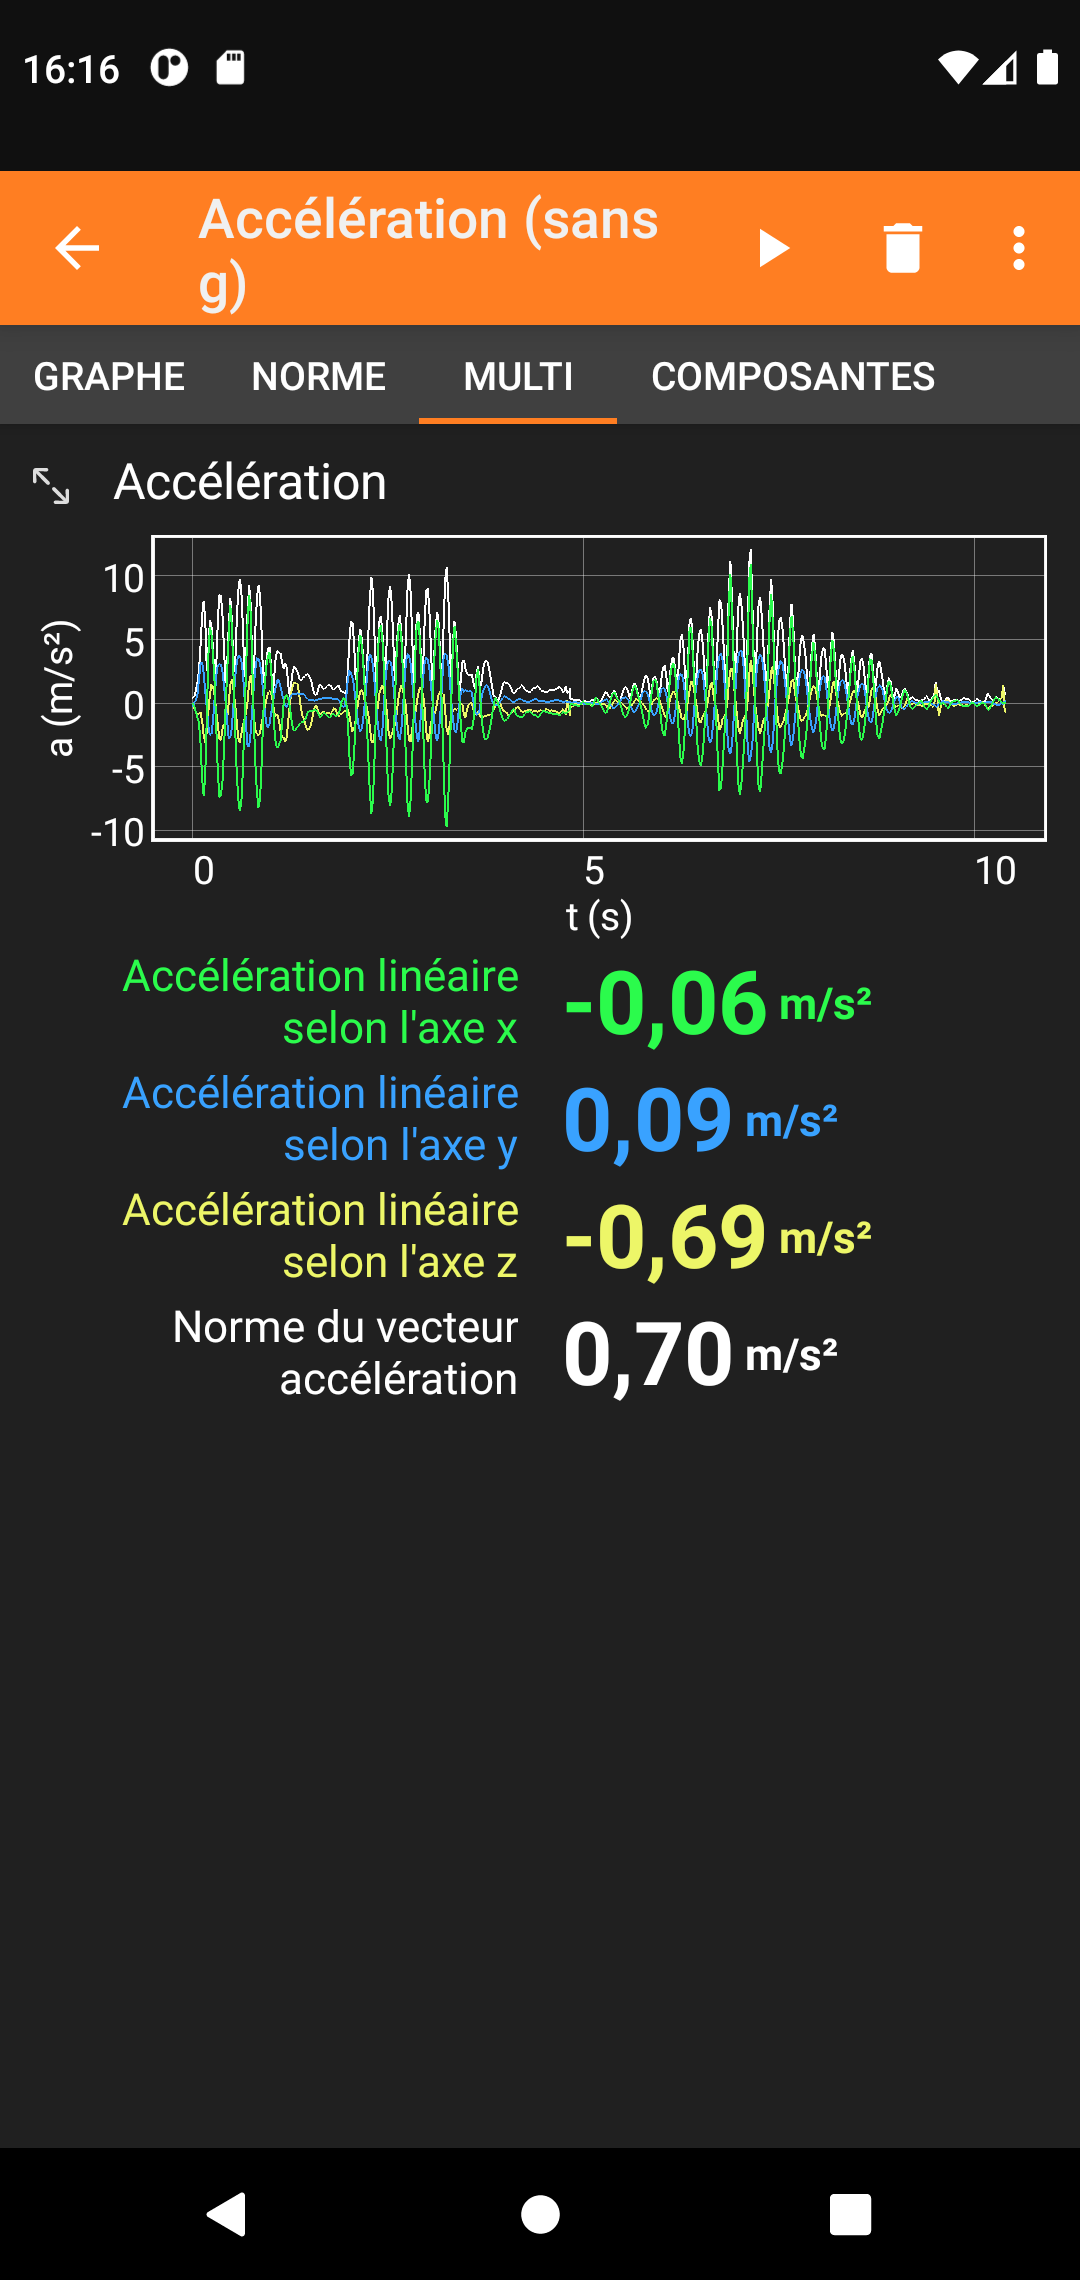 16:16
Accélération (sans
g)
GRAPHE NORME MULTI COMPOSANTES
Accélération
a (m/s²)
10
5
0
-5
-10
0 5 10
t (s)
Accélération linéaire
selon l'axe x
-0,06 m/s²
Accélération linéaire
selon l'axe y
0,09 m/s²
Accélération linéaire
selon l'axe z
-0,69 m/s²
Norme du vecteur
accélération
0,70 m/s²